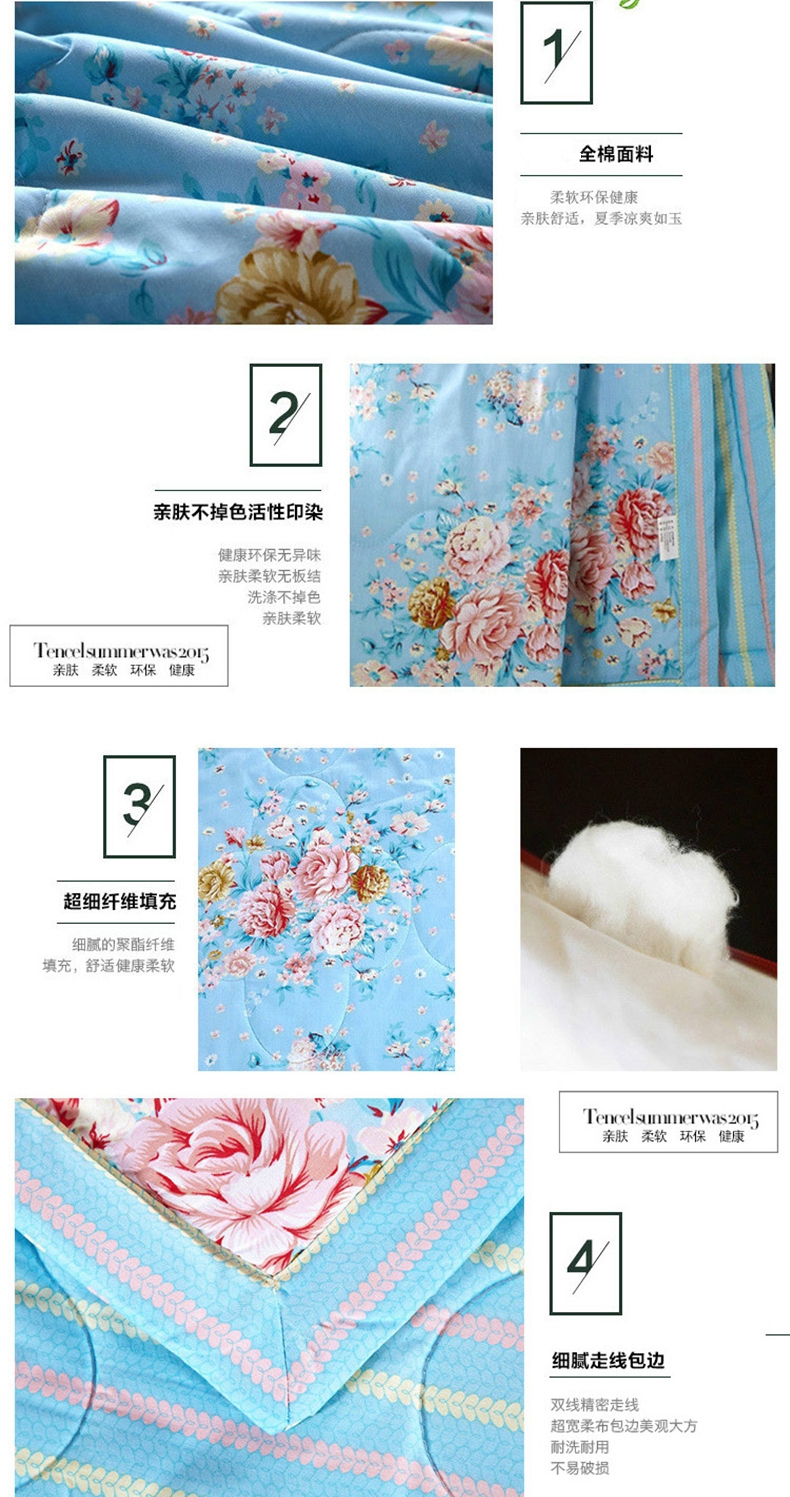 1
全棉面料
柔软环保健康
亲肤舒适，夏季凉爽如玉
2
亲肤不掉色活性印染
健康环保无异味
亲肤柔软无板结
洗涤不掉色
亲肤柔软
Tencelsummerwas2015
亲肤 柔软 环保 健康
3
超细纤维填充
细腻的聚酯纤维
填充，舒适健康柔软
Tencelsummerwas2015
亲肤 柔软 环保 健康
4
细腻走线包边
双线精密走线
超宽柔布包边美观大方
耐洗耐用
不易破损